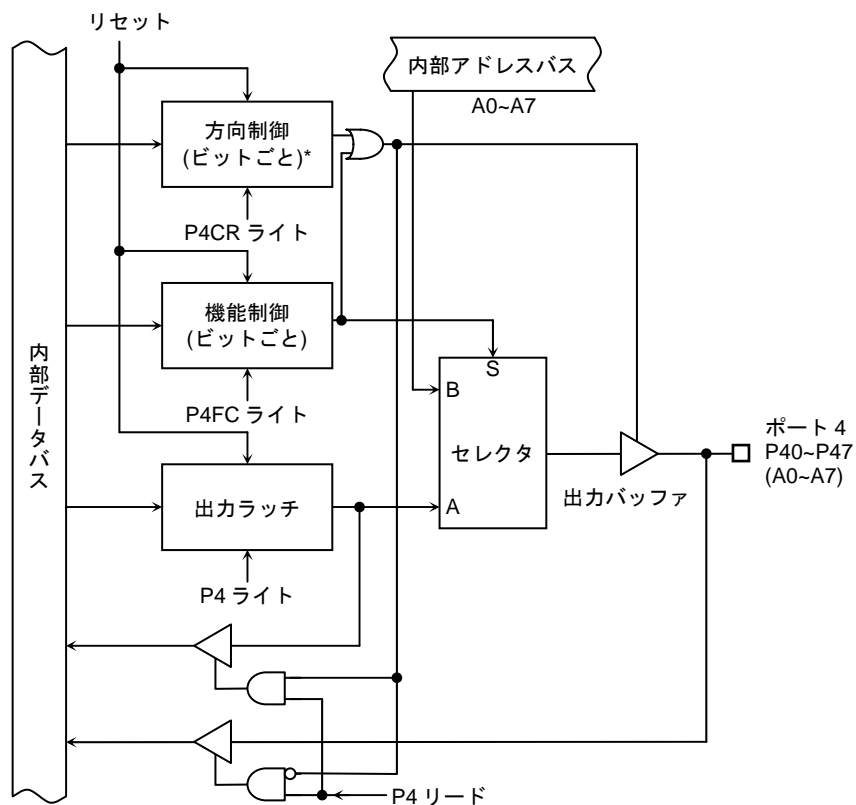 リセット
内部アドレスバス
A0~A7
方向制御
(ビットごと)*
P4CR ライト
機能制御
(ビットごと)
P4FC ライト
内部データバス
S
B
セレクタ
A
出力バッファ
ポート 4
P40~P47
(A0~A7)
出力ラッチ
P4 ライト
P4 リード